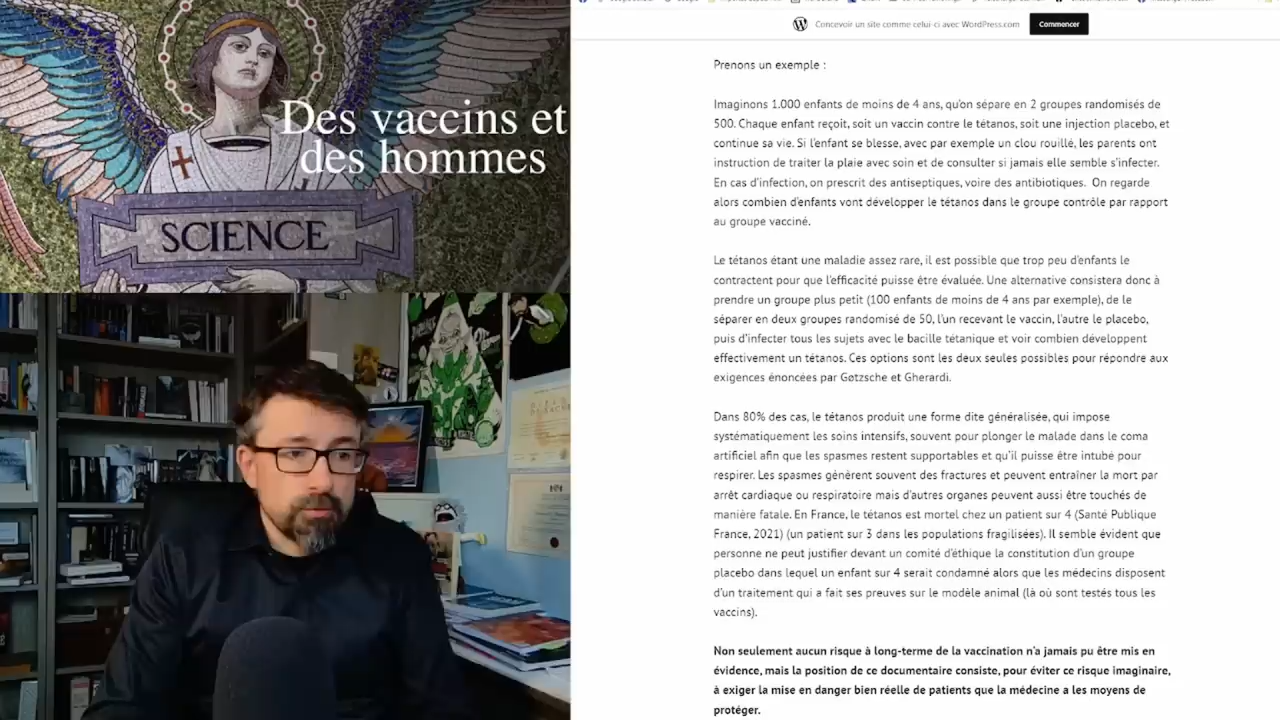 Des vaccins et
des hommes
SCIENCE
Concevoir un site comme celui-ci avec WordPress.com
Commencer
Prenons un exemple :
Imaginons 1.000 enfants de moins de 4 ans, qu'on sépare en 2 groupes randomisés de
500. Chaque enfant reçoit, soit un vaccin contre le tétanos, soit une injection placebo, et
continue sa vie. Si l'enfant se blesse, avec par exemple un clou rouillé, les parents ont
instruction de traiter la plaie avec soin et de consulter si jamais elle semble s'infecter.
En cas d'infection, on prescrit des antiseptiques, voire des antibiotiques. On regarde
alors combien d'enfants vont développer le tétanos dans le groupe contrôle par rapport
au groupe vacciné.
Le tétanos étant une maladie assez rare, il est possible que trop peu d'enfants le
contractent pour que l'efficacité puisse être évaluée. Une alternative consistera donc à
prendre un groupe plus petit (100 enfants de moins de 4 ans par exemple), de le
séparer en deux groupes randomisé de 50, l'un recevant le vaccin, l'autre le placebo,
puis d'infecter tous les sujets avec le bacille tétanique et voir combien développent
effectivement un tétanos. Ces options sont les deux seules possibles pour répondre aux
exigences énoncées par Gøtzsche et Gherardi.
Dans 80% des cas, le tétanos produit une forme dite généralisée, qui impose
systématiquement les soins intensifs, souvent pour plonger le malade dans le coma
artificiel afin que les spasmes restent supportables et qu'il puisse être intubé pour
respirer. Les spasmes génèrent souvent des fractures et peuvent entraîner la mort par
arrêt cardiaque ou respiratoire mais d'autres organes peuvent aussi être touchés de
manière fatale. En France, le tétanos est mortel chez un patient sur 4 (Santé Publique
France, 2021) (un patient sur 3 dans les populations fragilisées). Il semble évident que
personne ne peut justifier devant un comité d'éthique la constitution d'un groupe
placebo dans lequel un enfant sur 4 serait condamné alors que les médecins disposent
d'un traitement qui a fait ses preuves sur le modèle animal (là où sont testés tous les
vaccins).
Non seulement aucun risque à long-terme de la vaccination n'a jamais pu être mis en
évidence, mais la position de ce documentaire consiste, pour éviter ce risque imaginaire,
à exiger la mise en danger bien réelle de patients que la médecine a les moyens de
protéger.